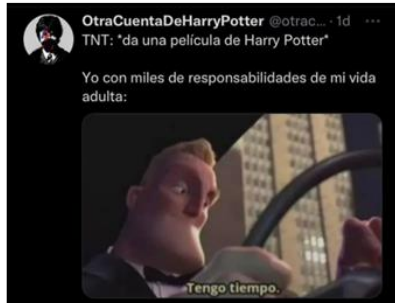 OtraCuentaDeHarryPotter @otrac... · 1d ···
TNT: *da una película de Harry Potter*
Yo con miles de responsabilidades de mi vida
adulta:
Tengo tiempo.